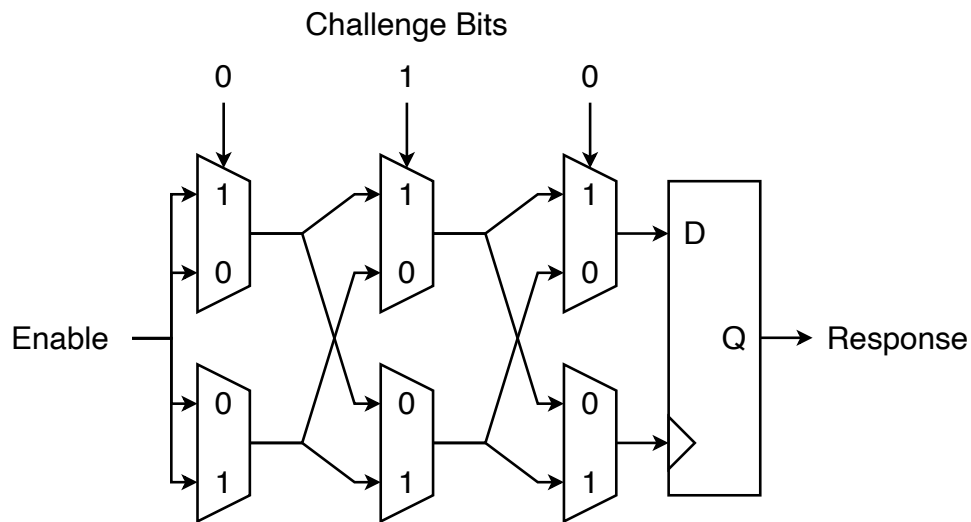 Challenge Bits
0 1 0
1 1 1
D
0 0 0
Enable Q Response
0 0 0
1 1 1